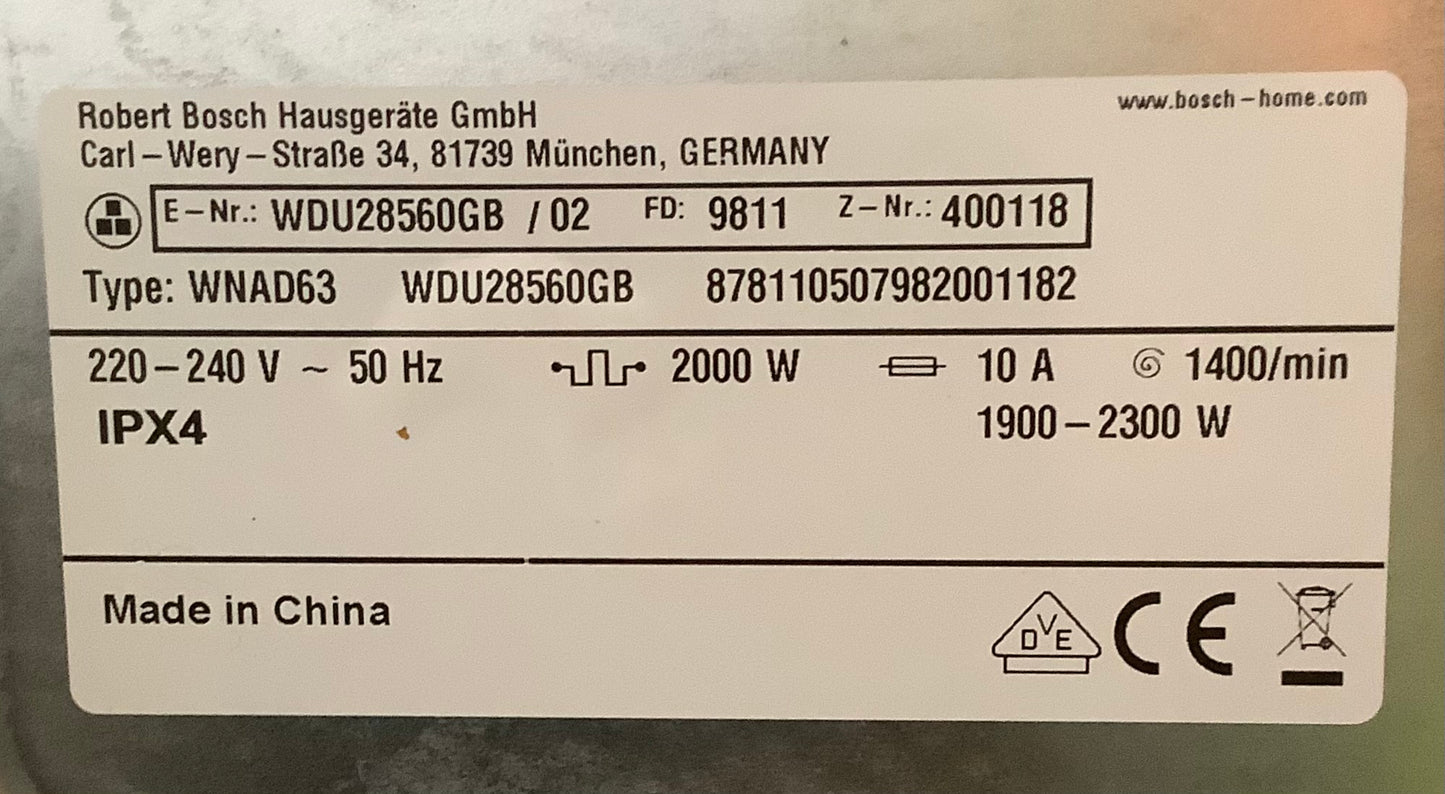 www.bosch-home.com
Robert Bosch Hausgeräte GmbH
Carl-Wery-Straße 34, 81739 München, GERMANY
E-Nr.: WDU28560GB / 02 FD: 9811 Z-Nr.: 400118
Type: WNAD63 WDU28560GB 878110507982001182
220-240 V ~ 50 Hz 2000 W 10 A 1400/min
IPX4 1900-2300 W
Made in China
DVE CE